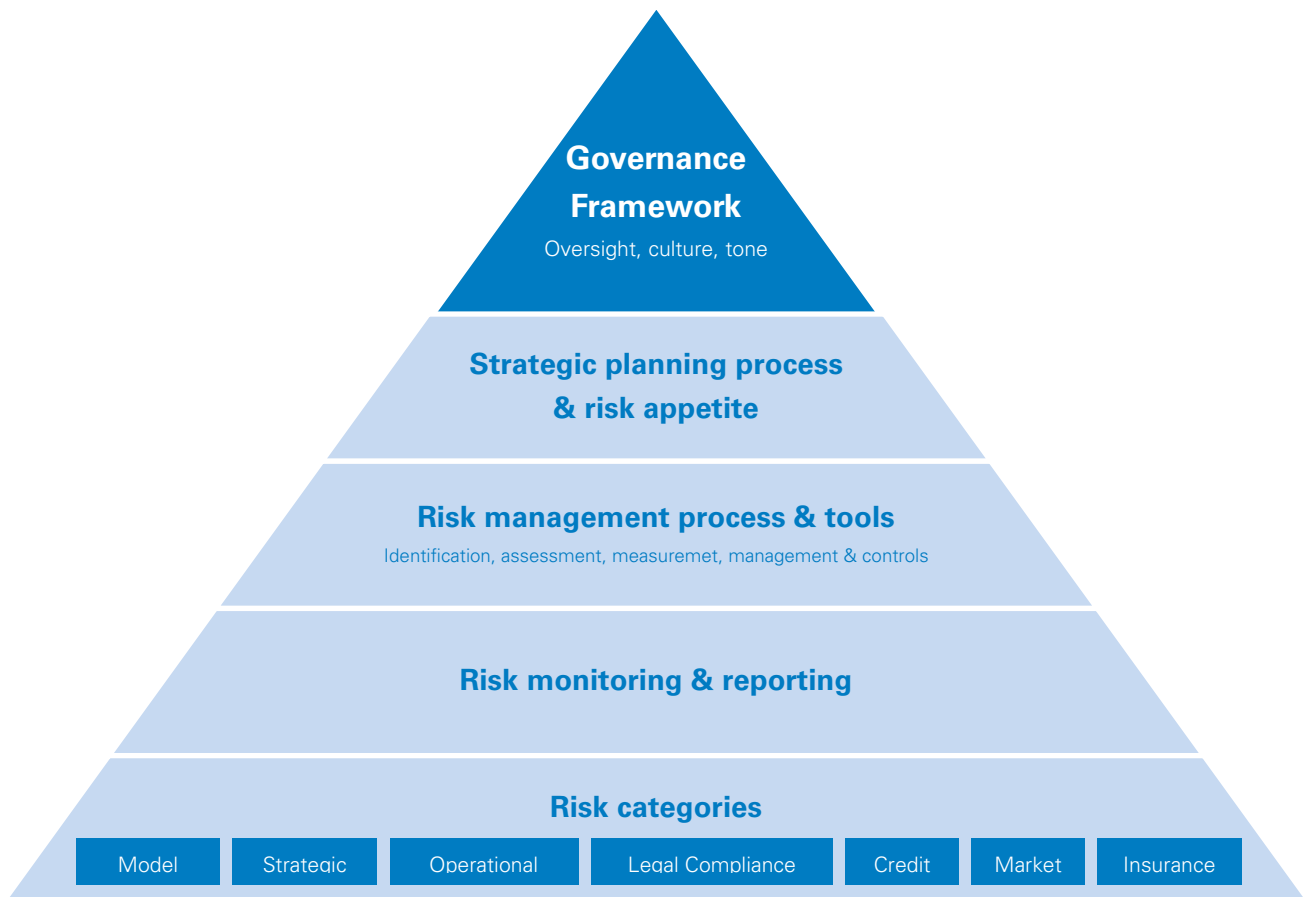 Governance
Framework
Oversight, culture, tone
Strategic planning process
& risk appetite
Risk management process & tools
Identification, assessment, measuremet, management & controls
Risk monitoring & reporting
Risk categories
Model Strategic Operational Legal Compliance Credit Market Insurance